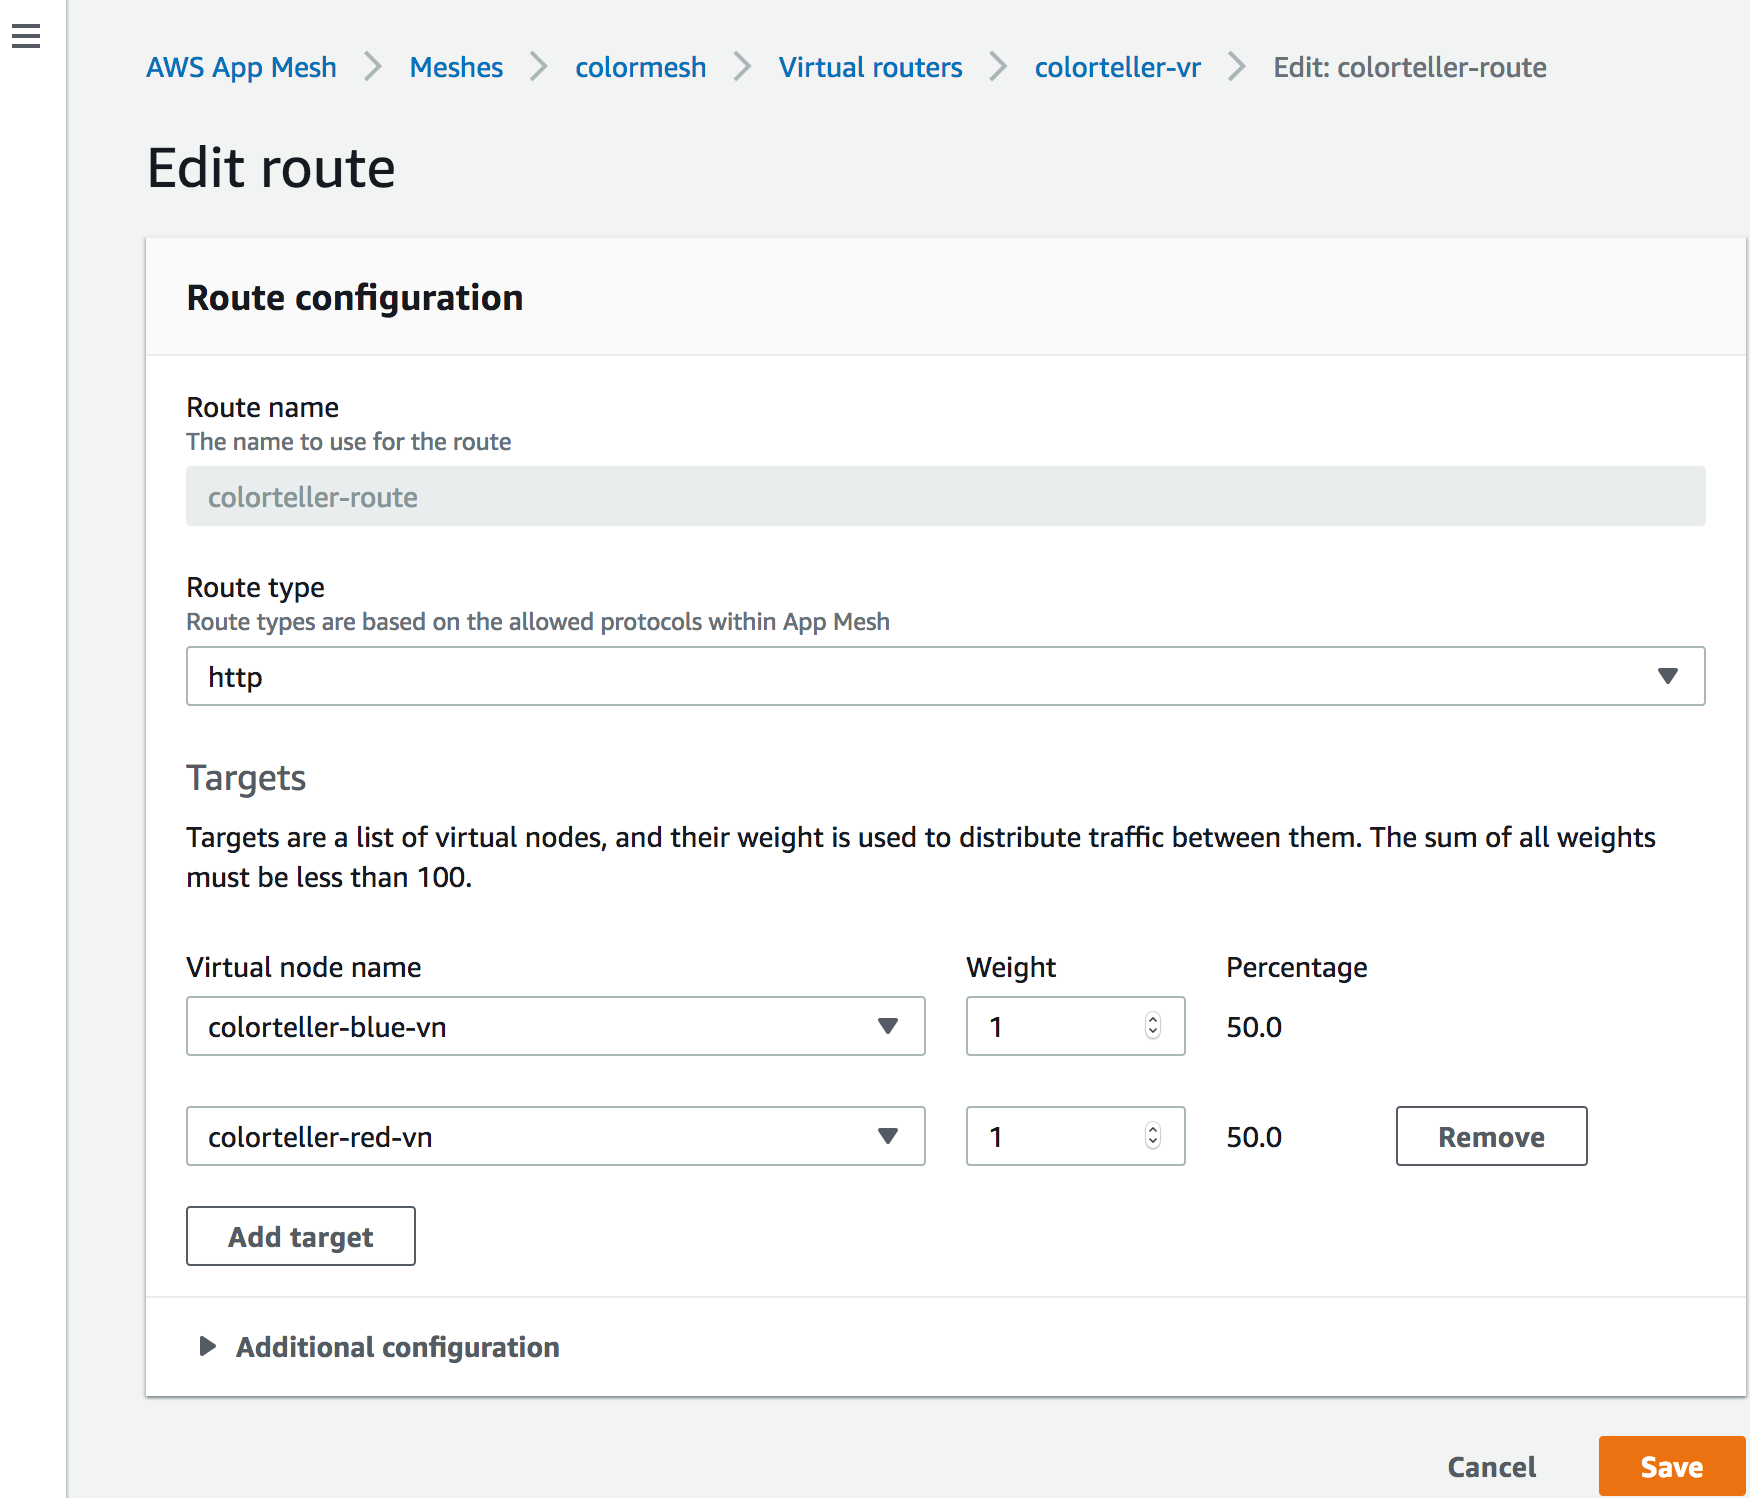 AWS App Mesh Meshes colormesh Virtual routers colorteller-vr Edit: colorteller-route
Edit route
Route configuration
Route name
The name to use for the route
colorteller-route
Route type
Route types are based on the allowed protocols within App Mesh
http
Targets
Targets are a list of virtual nodes, and their weight is used to distribute traffic between them. The sum of all weights
must be less than 100.
Virtual node name Weight Percentage
colorteller-blue-vn 1 50.0
colorteller-red-vn 1 50.0 Remove
Add target
Additional configuration
Cancel Save